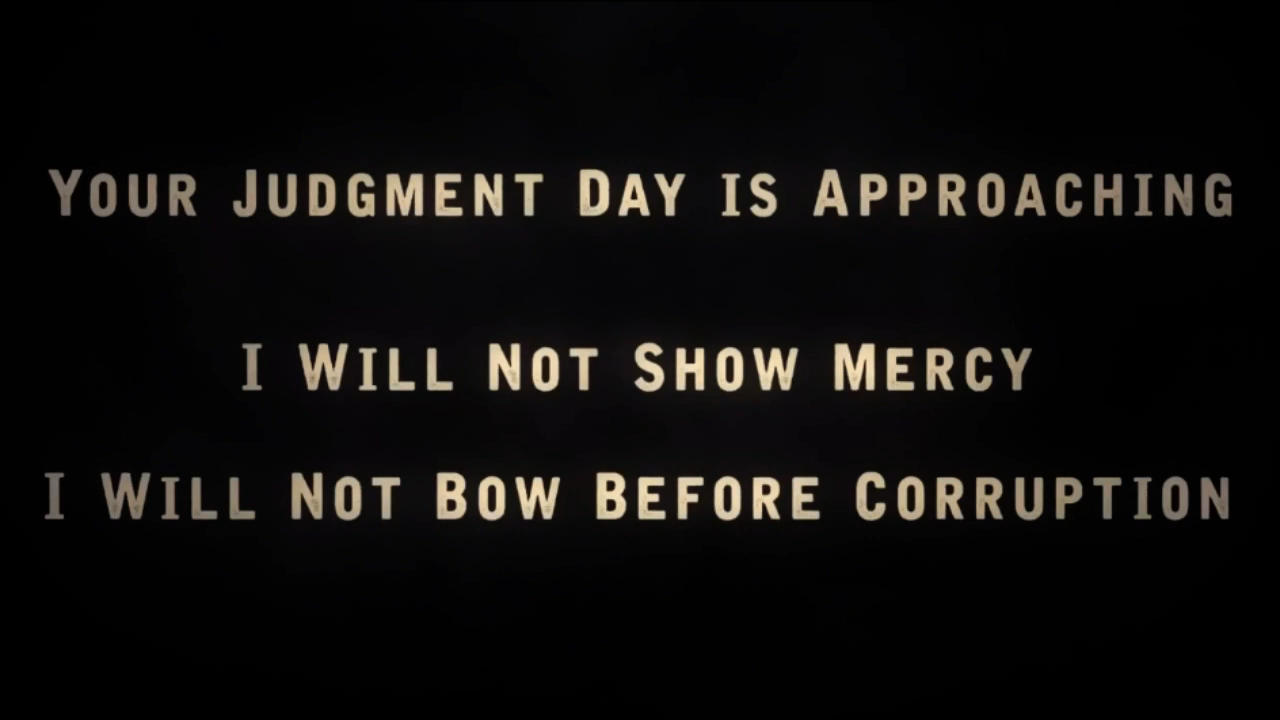 Your Judgment Day is Approaching
I Will Not Show Mercy
I Will Not Bow Before Corruption